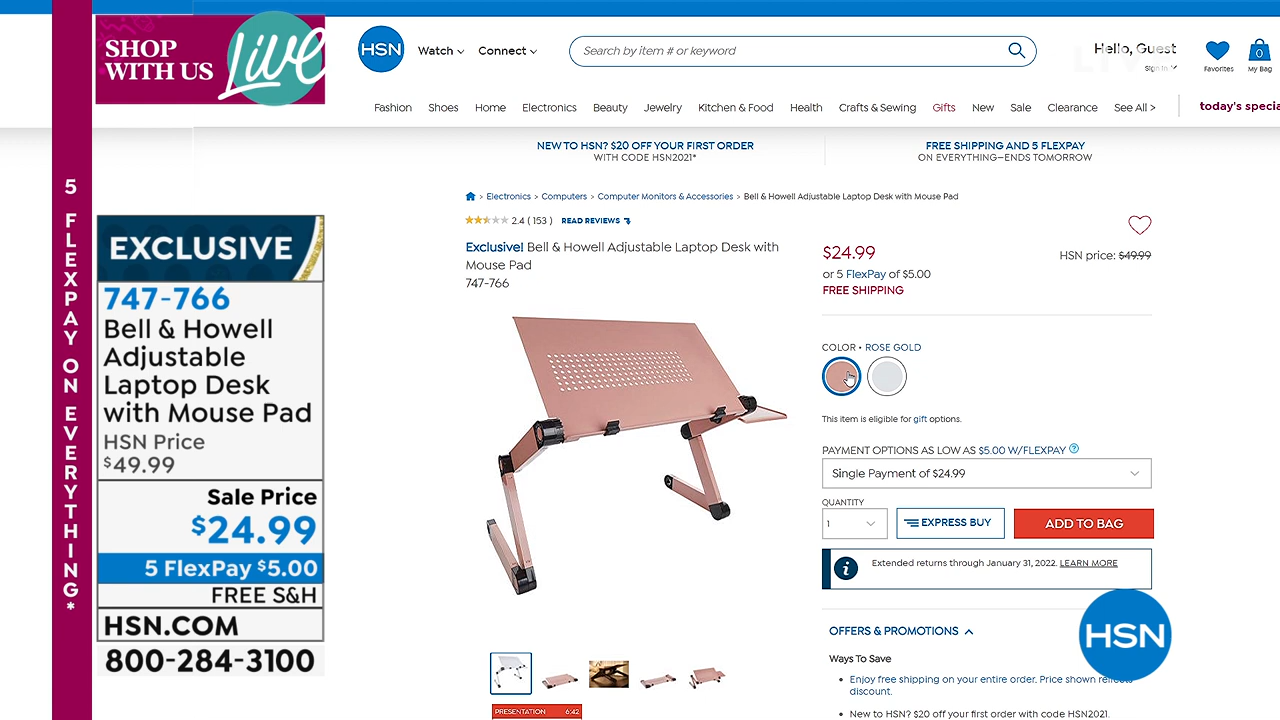 SHOP
WITH US
Live
5 FLEXPAY ON EVERYTHING*
EXCLUSIVE
747-766
Bell & Howell
Adjustable
Laptop Desk
with Mouse Pad
HSN Price
$49.99
Sale Price
$24.99
5 FlexPay $5.00
FREE S&H
HSN.COM
800-284-3100
HSN
Watch
Connect
Search by item # or keyword
Hello, Guest
Sign In
Favorites
0
My Bag
Fashion Shoes Home Electronics Beauty Jewelry Kitchen & Food Health Crafts & Sewing Gifts New Sale Clearance See All > today's specia
NEW TO HSN? $20 OFF YOUR FIRST ORDER
WITH CODE HSN2021*
FREE SHIPPING AND 5 FLEXPAY
ON EVERYTHING—ENDS TOMORROW
> Electronics > Computers > Computer Monitors & Accessories > Bell & Howell Adjustable Laptop Desk with Mouse Pad
2.4 ( 153 ) READ REVIEWS
Exclusive! Bell & Howell Adjustable Laptop Desk with
Mouse Pad
747-766
$24.99
HSN price: $49.99
or 5 FlexPay of $5.00
FREE SHIPPING
COLOR • ROSE GOLD
This item is eligible for gift options.
PAYMENT OPTIONS AS LOW AS $5.00 W/FLEXPAY ?
Single Payment of $24.99
QUANTITY
1
EXPRESS BUY
ADD TO BAG
Extended returns through January 31, 2022. LEARN MORE
OFFERS & PROMOTIONS
Ways To Save
• Enjoy free shipping on your entire order. Price shown reflects
discount.
• New to HSN? $20 off your first order with code HSN2021.
HSN
PRESENTATION 6:42